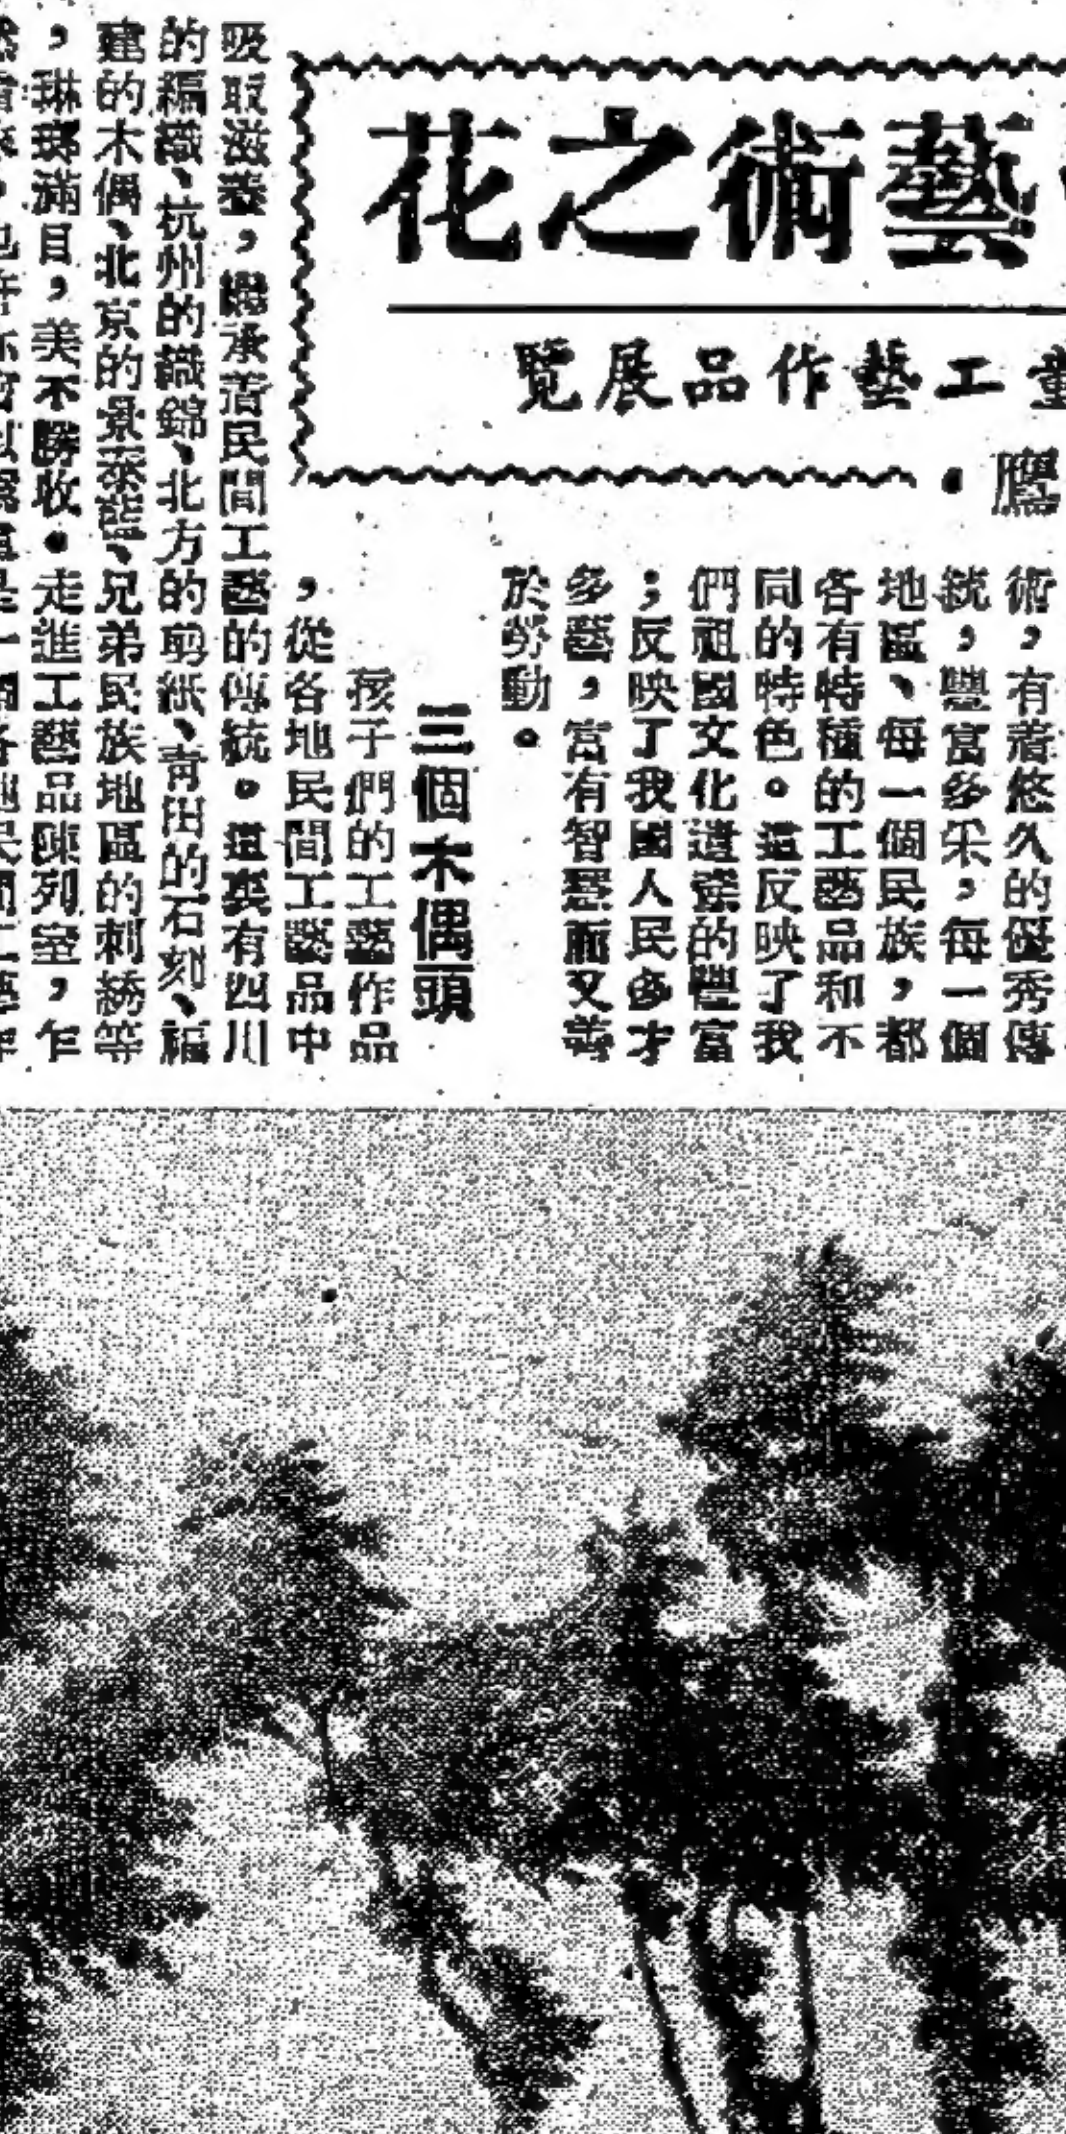 藝術之花
童工藝作品展覽
鷹·
術，有着悠久的優秀傳
統，豐富多采，每一個
地區、每一個民族，都
各有特種的工藝品和不
同的特色。這反映了我
們祖國文化遺產的豐富
；反映了我國人民多才
多藝，富有智慧而又善
於勞動。
三個木偶頭
孩子們的工藝作品
，從各地民間工藝品中
吸取滋養，繼承着民間工藝的傳統。這裏有四川
的編織、杭州的織錦、北方的剪紙、青田的石刻、福
建的木偶、北京的景泰藍、兄弟民族地區的刺綉等
，琳瑯滿目，美不勝收。走進工藝品陳列室，乍